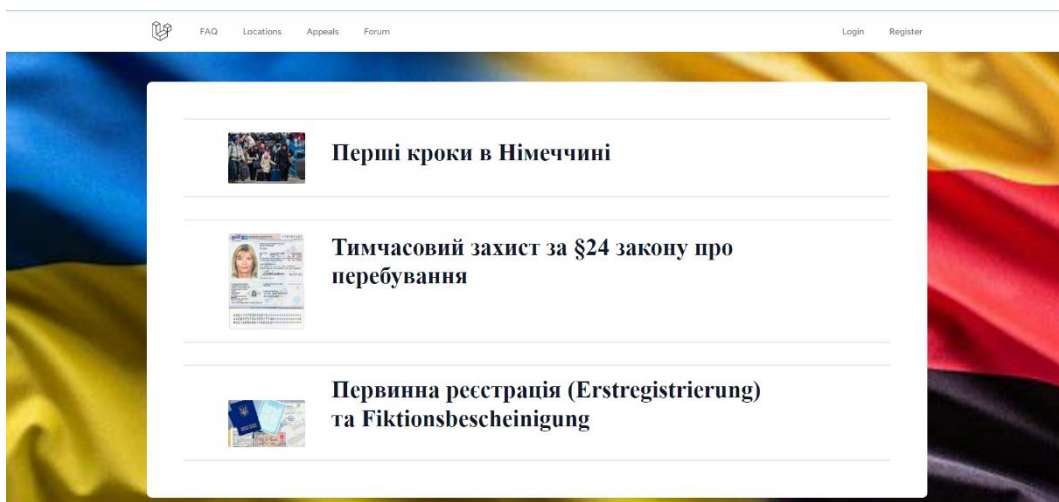 FAQ Locations Appeals Forum Login Register
Перші кроки в Німеччині
Тимчасовий захист за §24 закону про
перебування
Первинна реєстрація (Erstregistrierung)
та Fiktionsbescheinigung